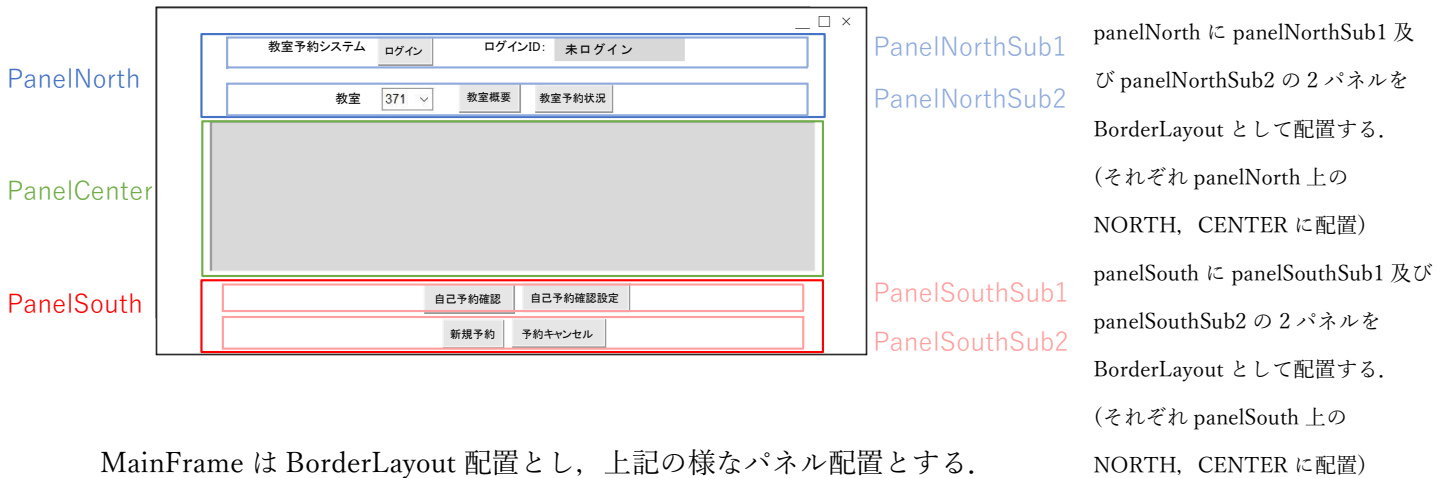 教室予約システム ログイン ログインID: 未ログイン
教室 371 教室概要 教室予約状況
自己予約確認 自己予約確認設定
新規予約 予約キャンセル
PanelNorth
PanelCenter
PanelSouth
PanelNorthSub1
PanelNorthSub2
PanelSouthSub1
PanelSouthSub2
panelNorth に panelNorthSub1 及
び panelNorthSub2 の 2 パネルを
BorderLayout として配置する.
(それぞれ panelNorth 上の
NORTH, CENTER に配置)
panelSouth に panelSouthSub1 及び
panelSouthSub2 の 2 パネルを
BorderLayout として配置する.
(それぞれ panelSouth 上の
NORTH, CENTER に配置)
MainFrame は BorderLayout 配置とし, 上記の様なパネル配置とする.